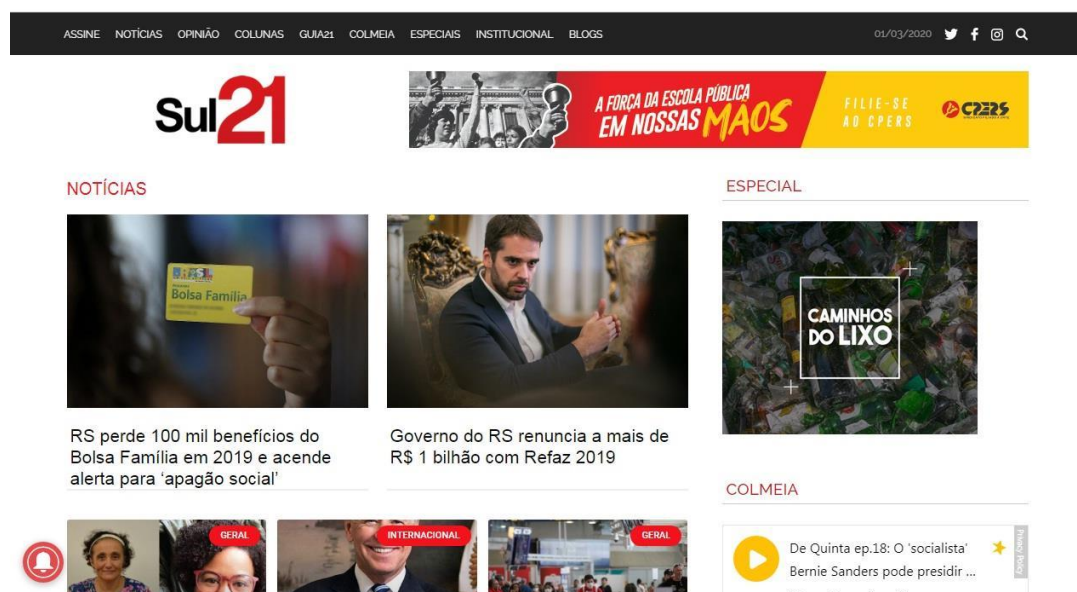 ASSINE NOTÍCIAS OPINIÃO COLUNAS GUIA21 COLMEIA ESPECIAIS INSTITUCIONAL BLOGS 01/03/2020
Sul21
A FORÇA DA ESCOLA PÚBLICA
EM NOSSAS MÃOS
FILIE-SE
AO CPERS
CPERS
NOTÍCIAS
BRASIL
Bolsa Família
RS perde 100 mil benefícios do
Bolsa Família em 2019 e acende
alerta para ‘apagão social’
Governo do RS renuncia a mais de
R$ 1 bilhão com Refaz 2019
GERAL
INTERNACIONAL
GERAL
ESPECIAL
CAMINHOS
DO LIXO
COLMEIA
De Quinta ep.18: O 'socialista'
Bernie Sanders pode presidir ...
Privacy Policy